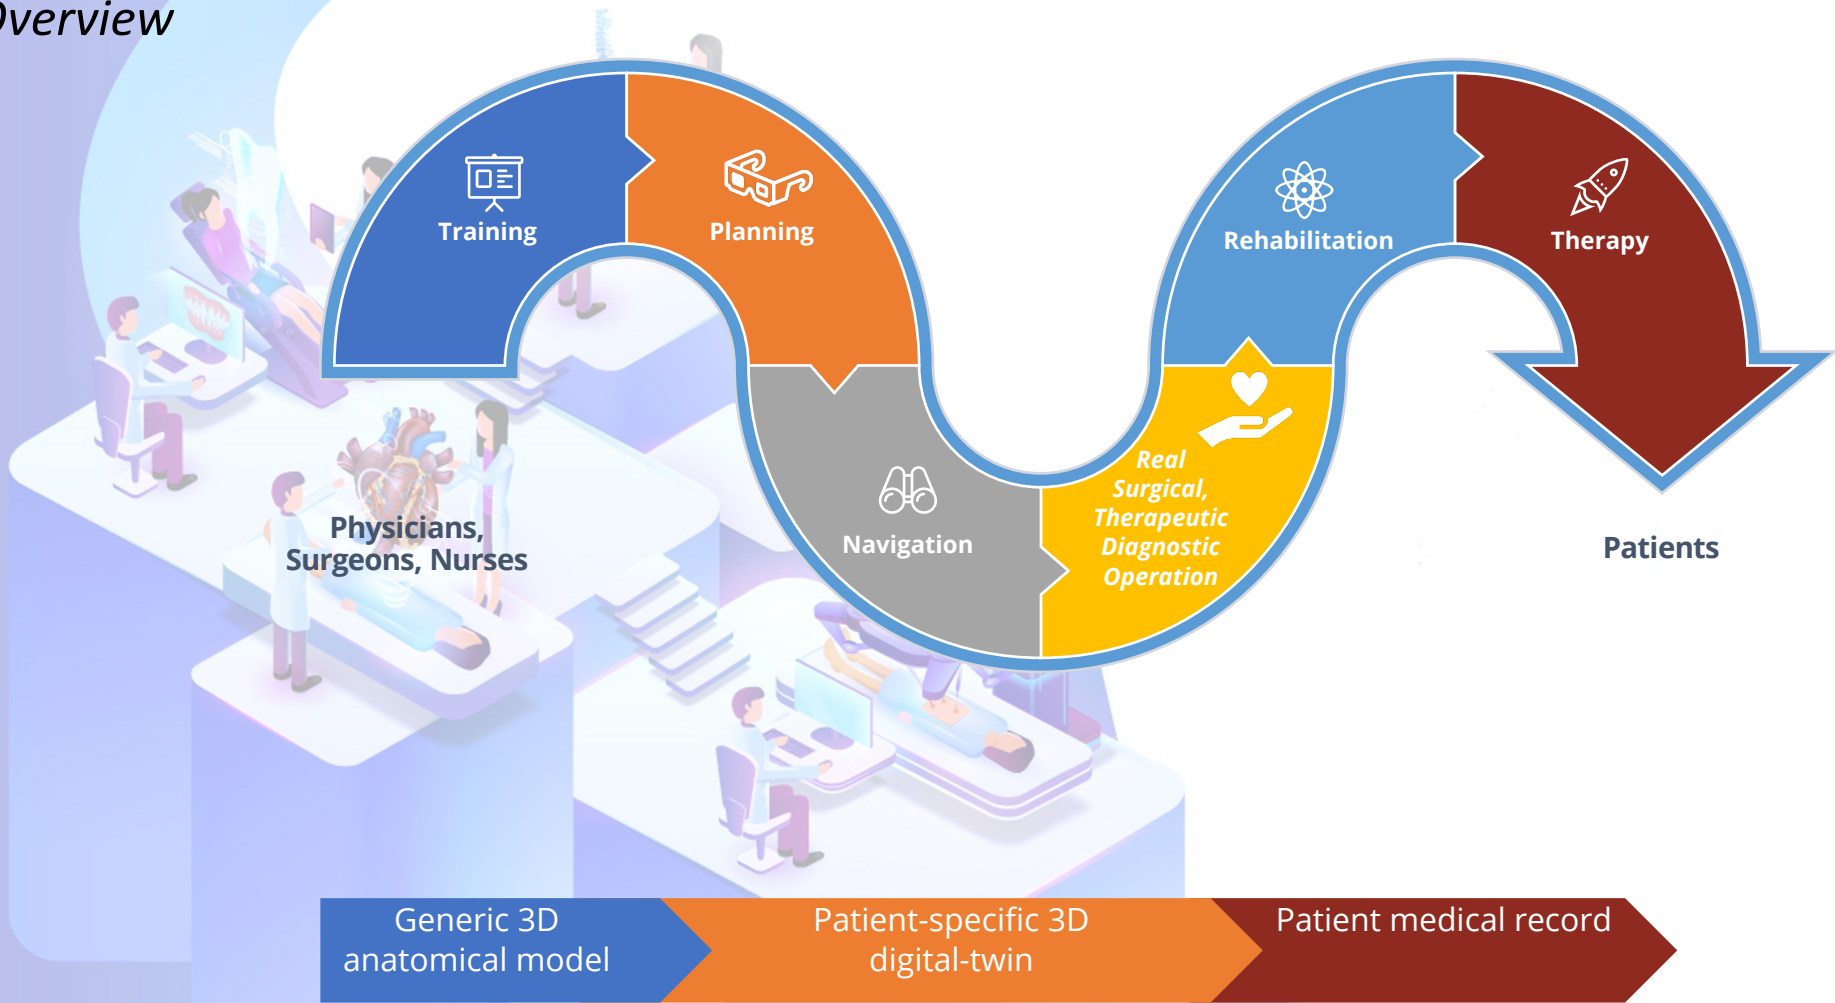 Overview
Training
Planning
Rehabilitation
Therapy
Navigation
Real
Surgical,
Therapeutic
Diagnostic
Operation
Physicians,
Surgeons, Nurses
Patients
Generic 3D
anatomical model
Patient-specific 3D
digital-twin
Patient medical record